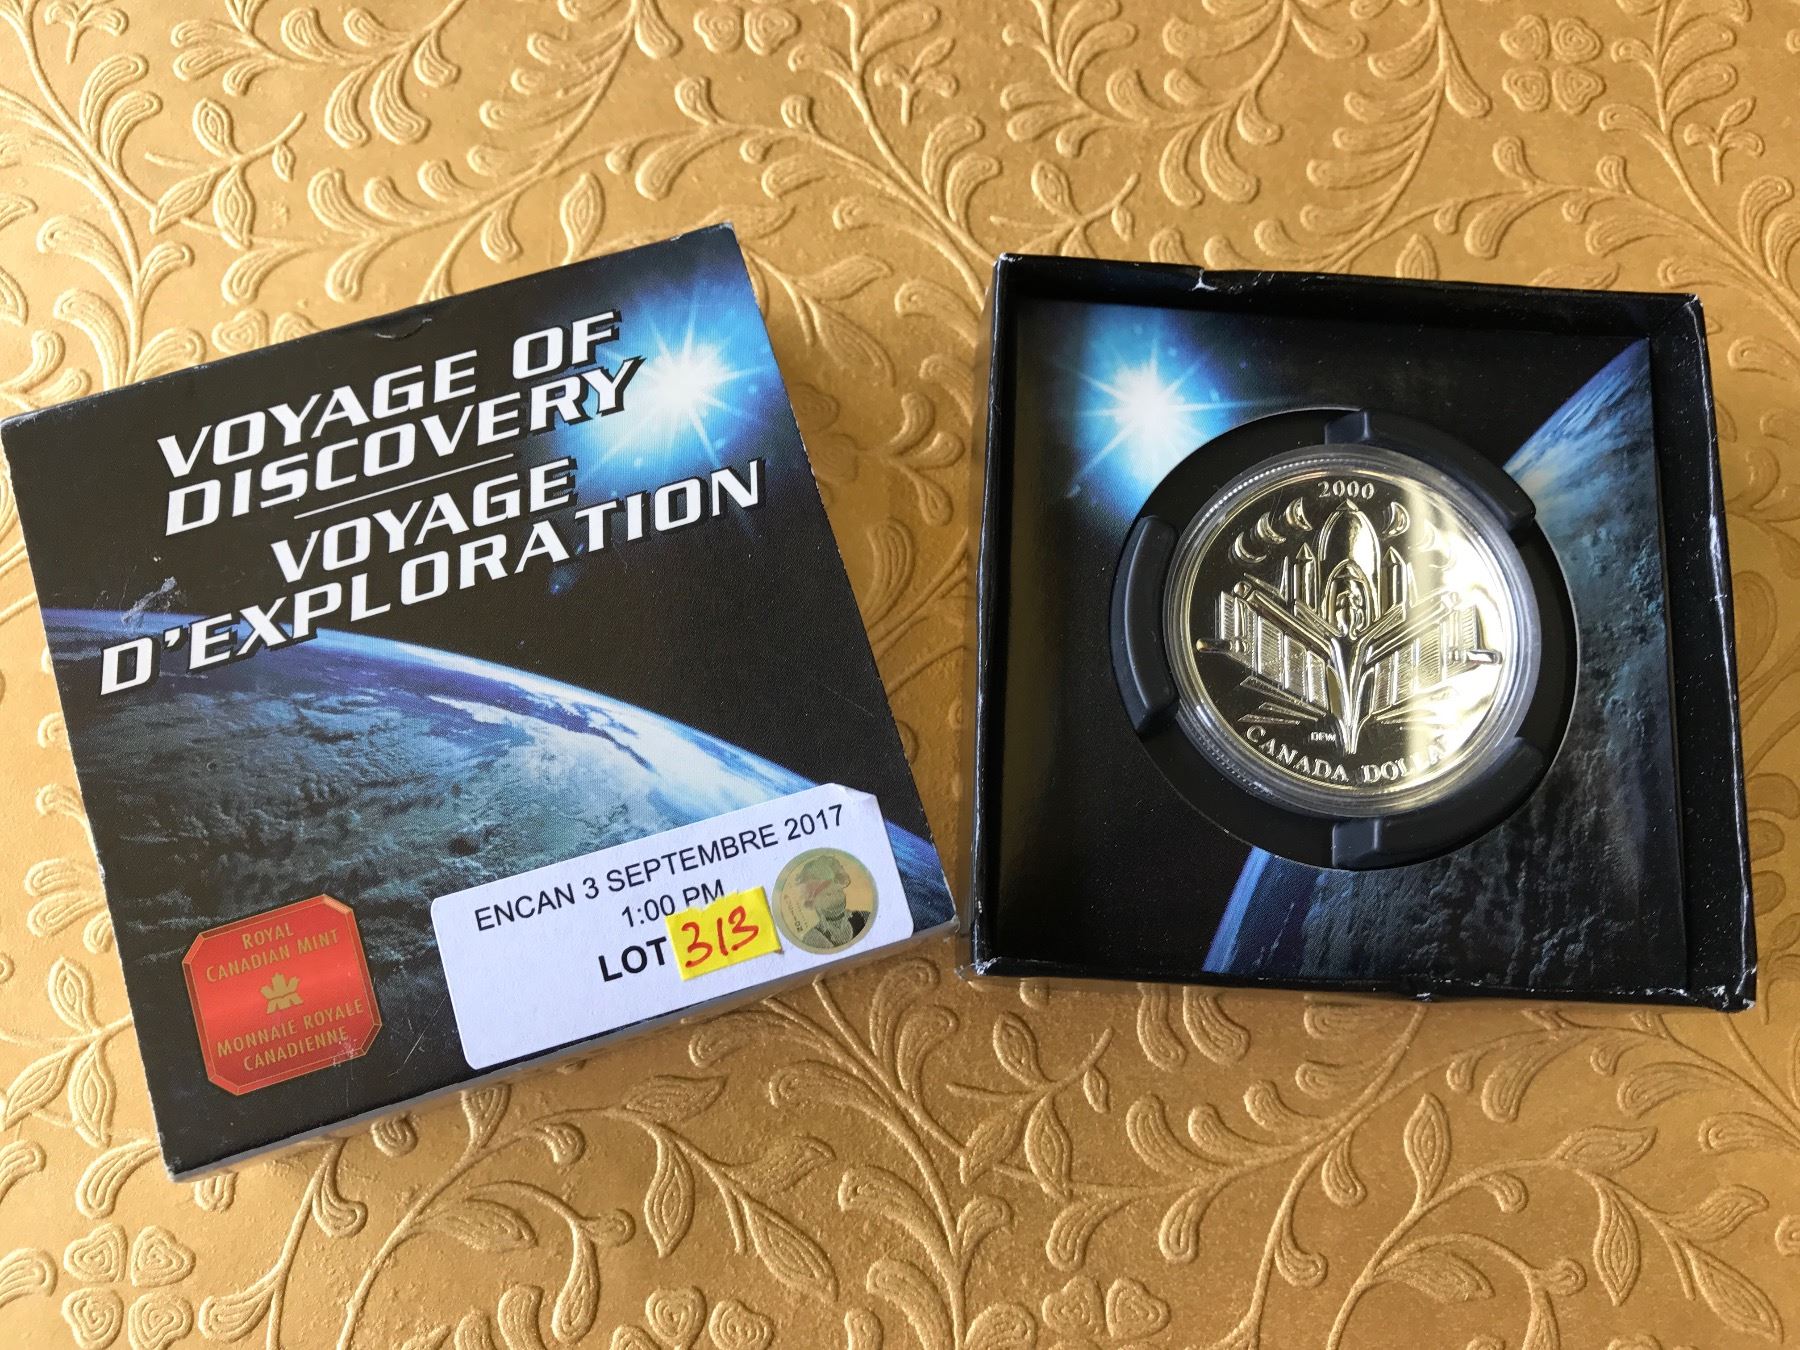 VOYAGE OF
DISCOVERY
VOYAGE
D'EXPLORATION
ROYAL
CANADIAN MINT
MONNAIE ROYALE
CANADIENNE
ENCAN 3 SEPTEMBRE 2017
1:00 PM
LOT 313
2000
DFW
CANADA DOLLAR